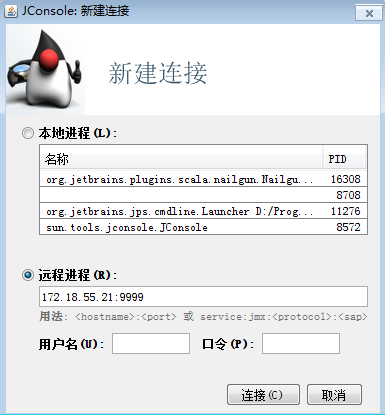 JConsole: 新建连接
新建连接
本地进程(L):
名称 PID
org.jetbrains.plugins.scala.nailgun.Nailgu... 16308
8708
org.jetbrains.jps.cmdline.Launcher D:/Prog... 11276
sun.tools.jconsole.JConsole 8572
远程进程(R):
172.18.55.21:9999
用法: <hostname>:<port> 或 service:jmx:<protocol>:<sap>
用户名(U): 口令(P):
连接(C) 取消